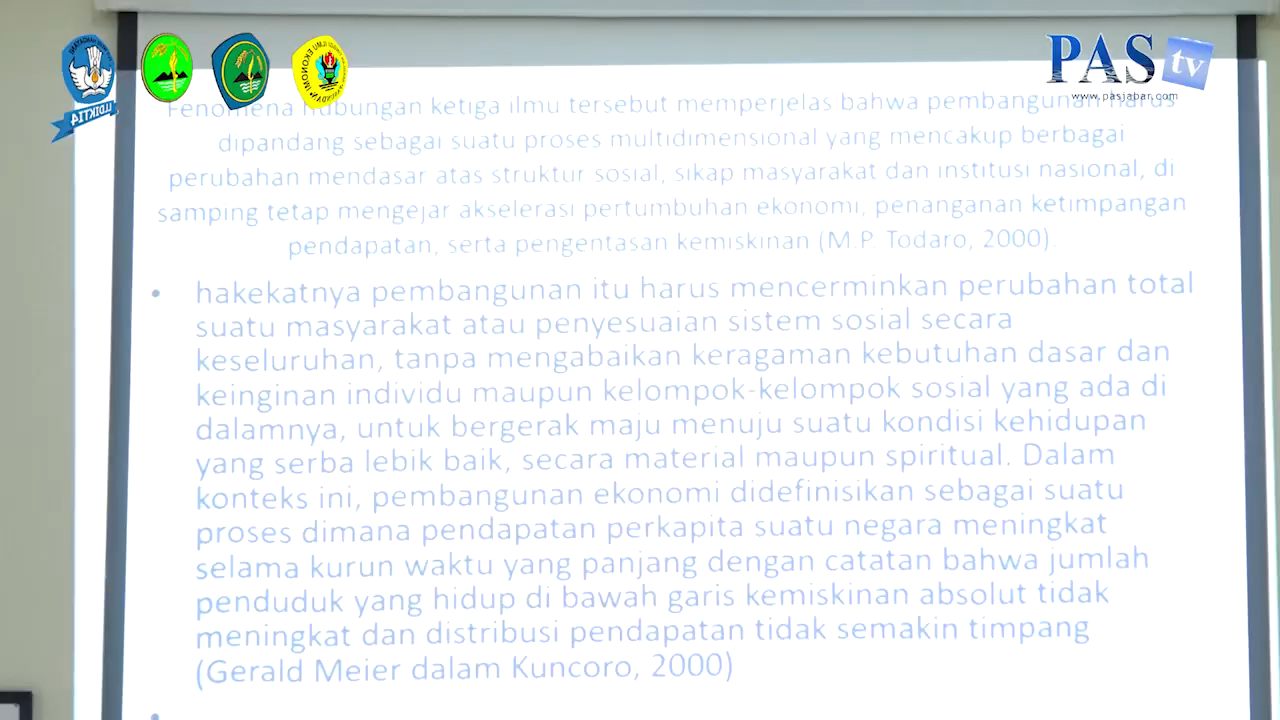 PAS tv
www.pasjabar.com
LLDIKTI4
Fenomena hubungan ketiga ilmu tersebut memperjelas bahwa pembangunan harus
dipandang sebagai suatu proses multidimensional yang mencakup berbagai
perubahan mendasar atas struktur sosial, sikap masyarakat dan institusi nasional, di
samping tetap mengejar akselerasi pertumbuhan ekonomi, penanganan ketimpangan
pendapatan, serta pengentasan kemiskinan (M.P. Todaro, 2000).
• hakekatnya pembangunan itu harus mencerminkan perubahan total
suatu masyarakat atau penyesuaian sistem sosial secara
keseluruhan, tanpa mengabaikan keragaman kebutuhan dasar dan
keinginan individu maupun kelompok-kelompok sosial yang ada di
dalamnya, untuk bergerak maju menuju suatu kondisi kehidupan
yang serba lebik baik, secara material maupun spiritual. Dalam
konteks ini, pembangunan ekonomi didefinisikan sebagai suatu
proses dimana pendapatan perkapita suatu negara meningkat
selama kurun waktu yang panjang dengan catatan bahwa jumlah
penduduk yang hidup di bawah garis kemiskinan absolut tidak
meningkat dan distribusi pendapatan tidak semakin timpang
(Gerald Meier dalam Kuncoro, 2000)